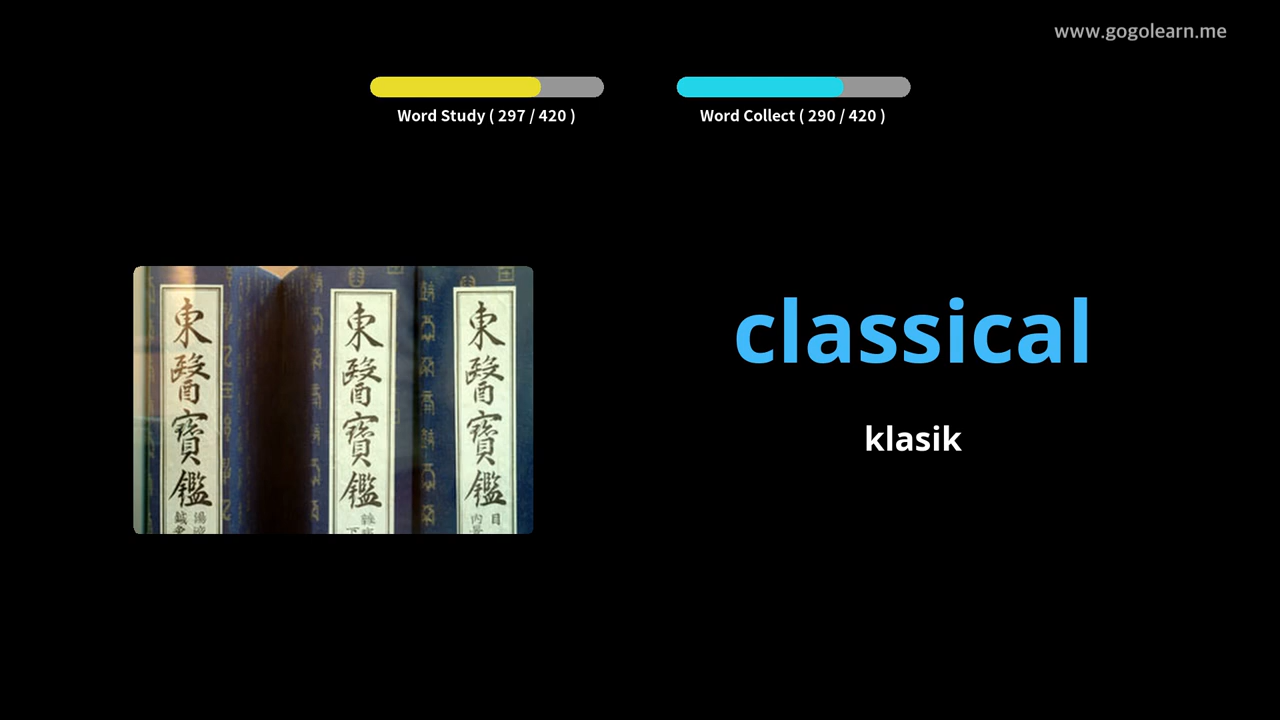 www.gogolearn.me
Word Study ( 297 / 420 )
Word Collect ( 290 / 420 )
東醫寶鑑
東醫寶鑑
東醫寶鑑
classical
klasik